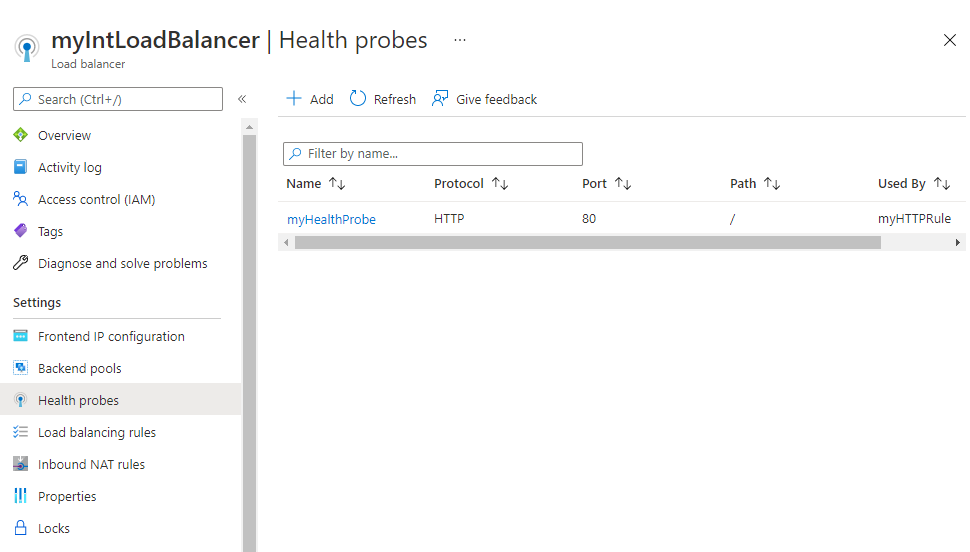 myIntLoadBalancer | Health probes ...
Load balancer
Search (Ctrl+/)
«
Overview
Activity log
Access control (IAM)
Tags
Diagnose and solve problems
Settings
Frontend IP configuration
Backend pools
Health probes
Load balancing rules
Inbound NAT rules
Properties
Locks
Add Refresh Give feedback
Filter by name...
Name Protocol Port Path Used By
myHealthProbe HTTP 80 / myHTTPRule